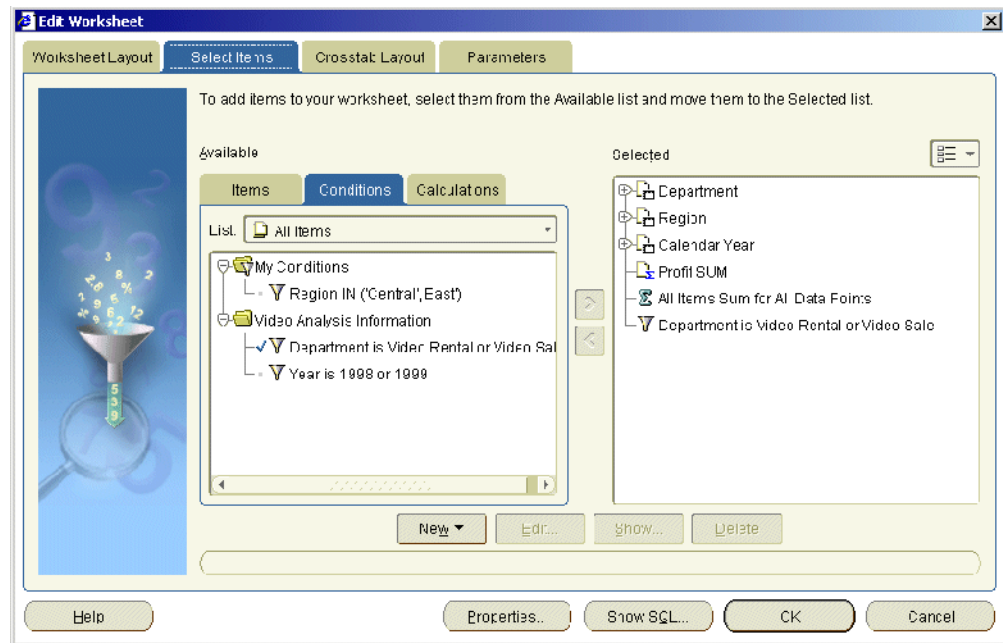 Edit Worksheet
Worksheet Layout
Select Items
Crosstab Layout
Parameters
To add items to your worksheet, select them from the Available list and move them to the Selected list.
Available
Selected
Items
Conditions
Calculations
List:
All Items
My Conditions
Region IN ('Central','East')
Video Analysis Information
Department is Video Rental or Video Sal
Year is 1998 or 1999
Department
Region
Calendar Year
Profit SUM
All Items Sum for All Data Points
Department is Video Rental or Video Sale
New
Edit...
Show...
Delete
Help
Properties...
Show SQL...
OK
Cancel